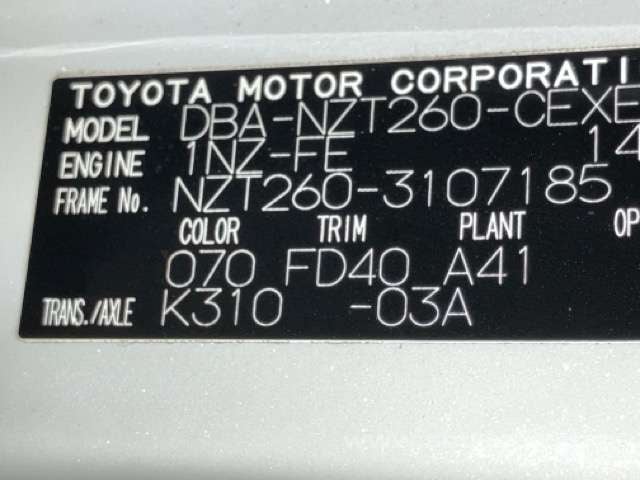 TOYOTA MOTOR CORPORATI
MODEL DBA-NZT260-CEXE
ENGINE 1NZ-FE 14
FRAME No. NZT260-3107185
COLOR TRIM PLANT OP
070 FD40 A41
TRANS./AXLE K310 -03A